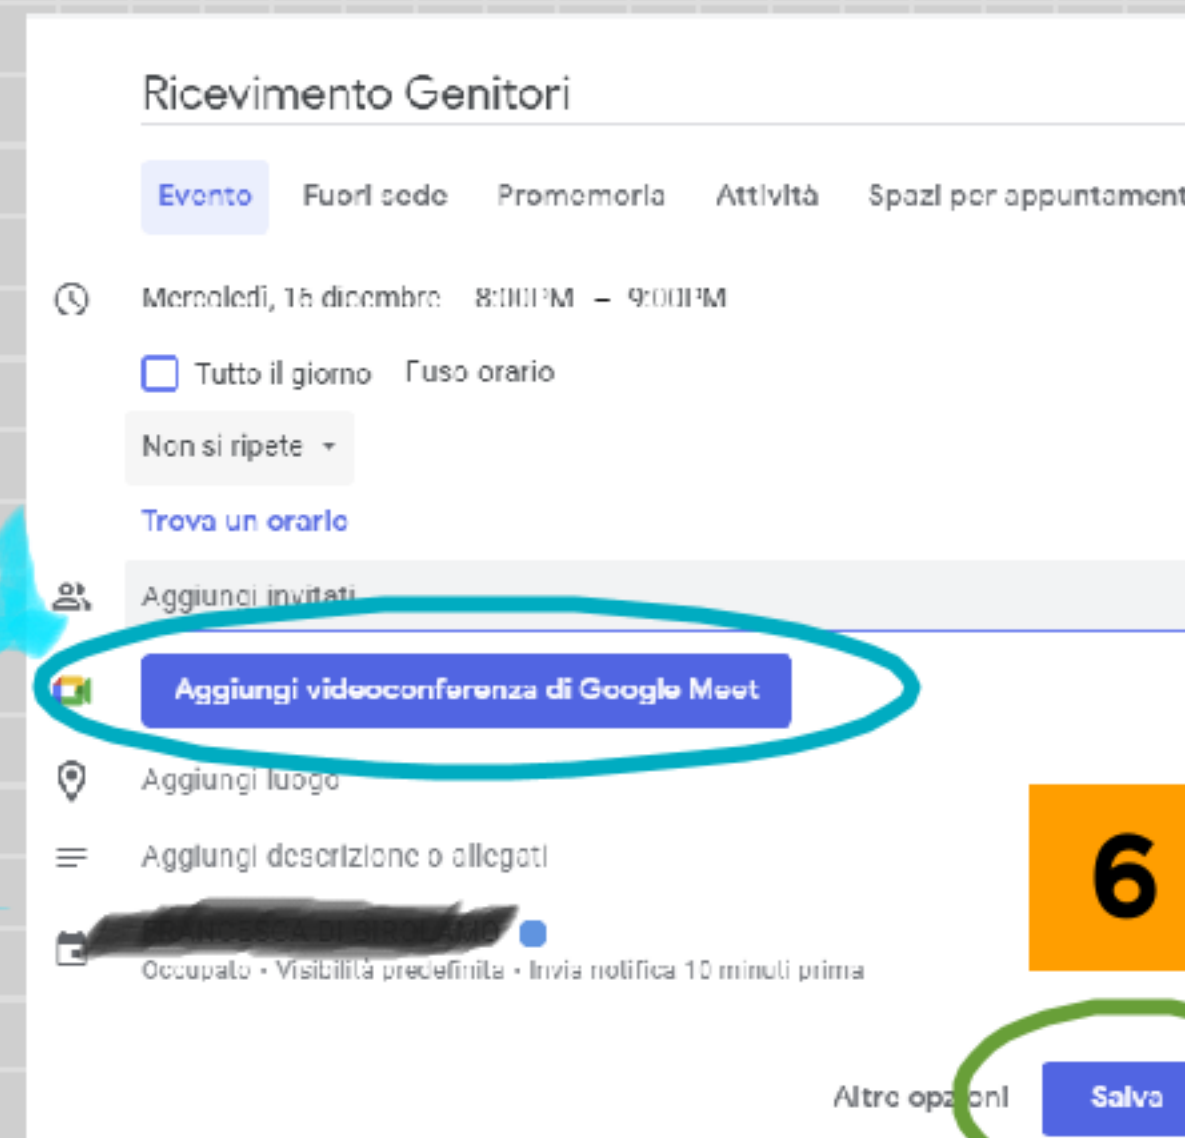 Ricevimento Genitori
Evento Fuori sede Promemoria Attività Spazi per appuntament
Mercoledì, 16 dicembre 8:00PM – 9:00PM
Tutto il giorno Fuso orario
Non si ripete
Trova un orario
Aggiungi invitati
Aggiungi videoconferenza di Google Meet
Aggiungi luogo
Aggiungi descrizione o allegati
6
Occupato • Visibilità predefinita • Invia notifica 10 minuti prima
Altre opzioni Salva